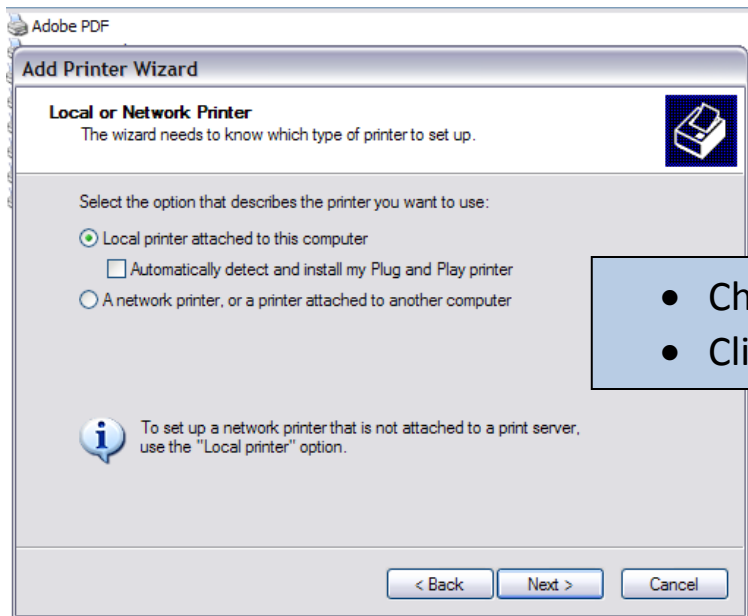 Adobe PDF
Add Printer Wizard
Local or Network Printer
The wizard needs to know which type of printer to set up.
Select the option that describes the printer you want to use:
Local printer attached to this computer
Automatically detect and install my Plug and Play printer
A network printer, or a printer attached to another computer
• Ch
• Cli
To set up a network printer that is not attached to a print server,
use the "Local printer" option.
< Back Next > Cancel